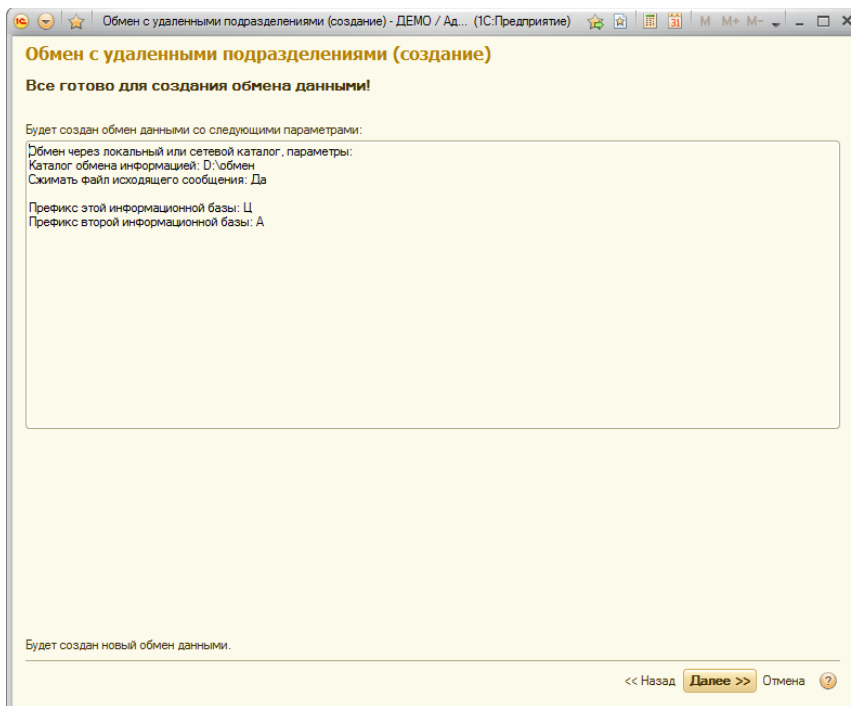 Обмен с удаленными подразделениями (создание) - ДЕМО / Ад... (1С:Предприятие) M M+ M-
Обмен с удаленными подразделениями (создание)
Все готово для создания обмена данными!
Будет создан обмен данными со следующими параметрами:
Обмен через локальный или сетевой каталог, параметры:
Каталог обмена информацией: D:\обмен
Сжимать файл исходящего сообщения: Да
Префикс этой информационной базы: Ц
Префикс второй информационной базы: А
Будет создан новый обмен данными.
<< Назад Далее >> Отмена ?